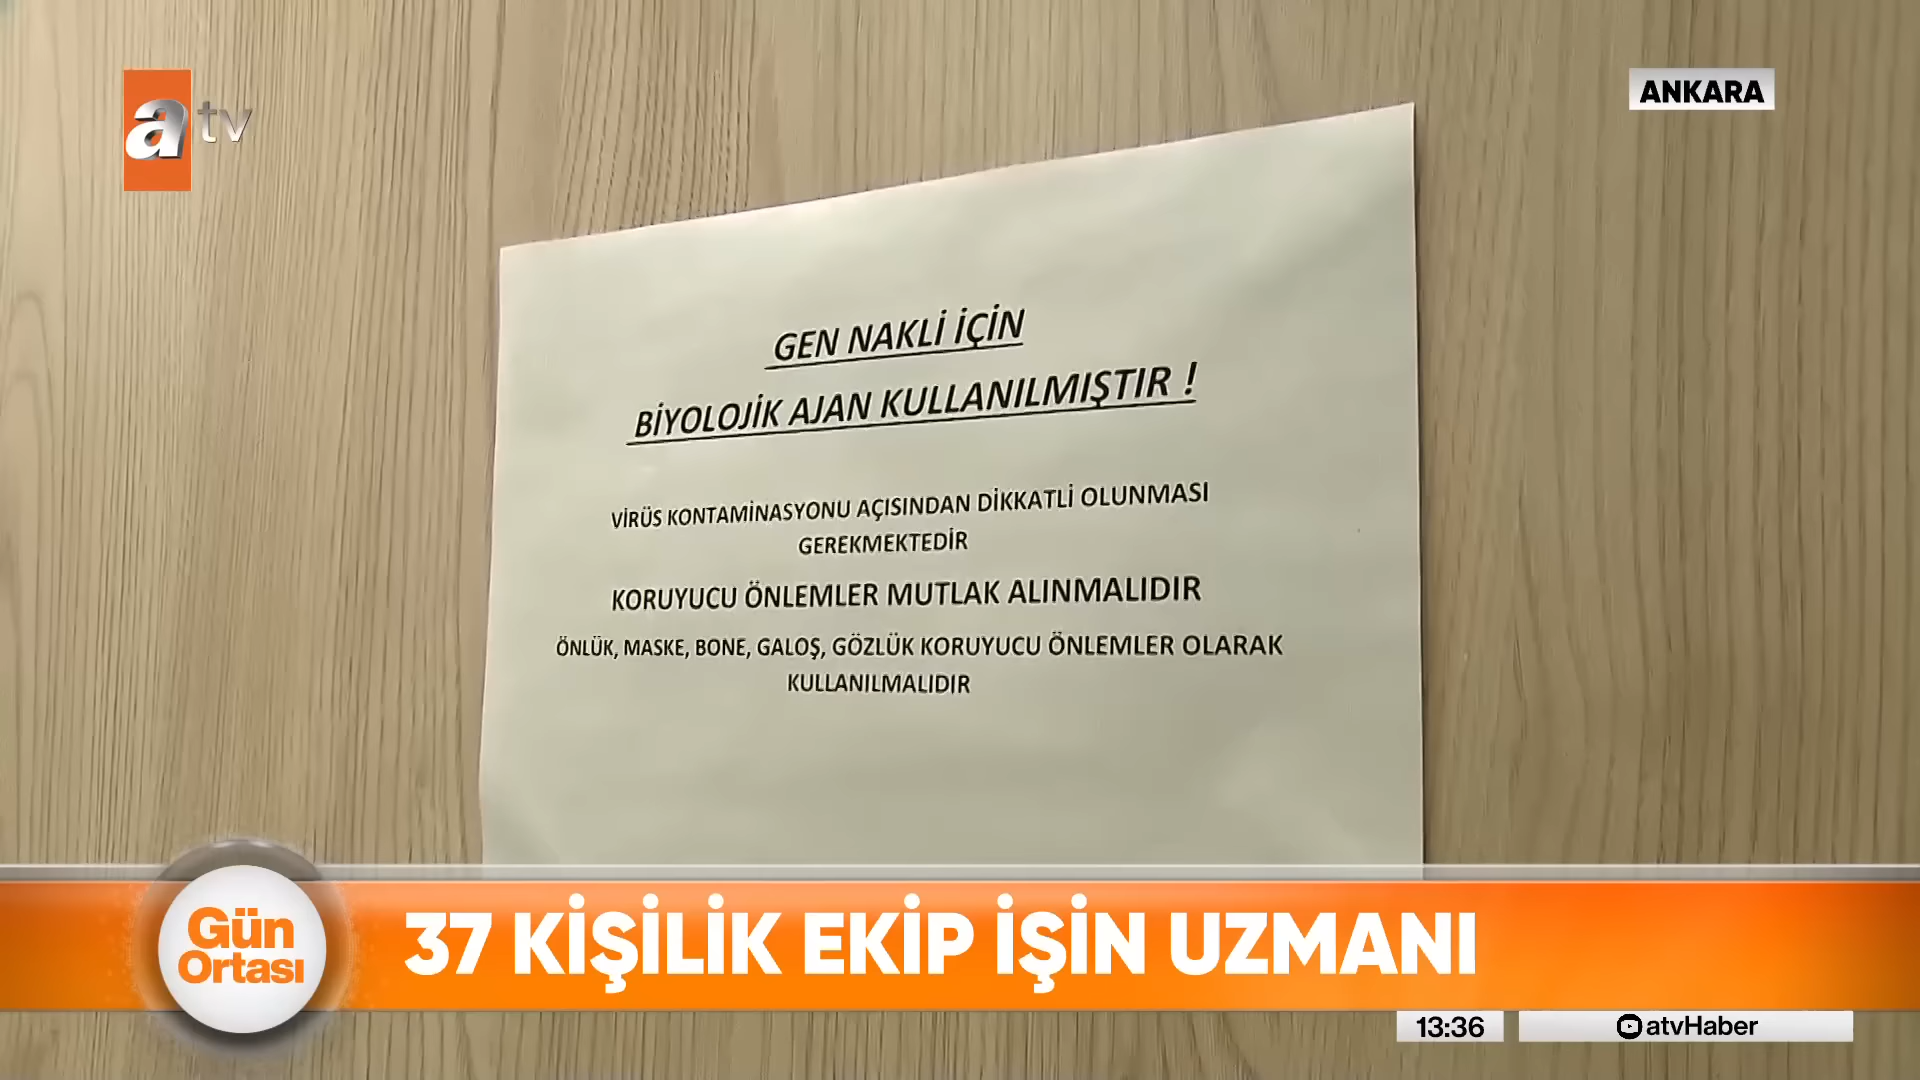 a tv
ANKARA
GEN NAKLİ İÇİN
BİYOLOJİK AJAN KULLANILMIŞTIR !
VİRÜS KONTAMİNASYONU AÇISINDAN DİKKATLİ OLUNMASI
GEREKMEKTEDİR
KORUYUCU ÖNLEMLER MUTLAK ALINMALIDIR
ÖNLÜK, MASKE, BONE, GALOŞ, GÖZLÜK KORUYUCU ÖNLEMLER OLARAK
KULLANILMALIDIR
Gün
Ortası
37 KİŞİLİK EKİP İŞİN UZMANI
13:36
atvHaber